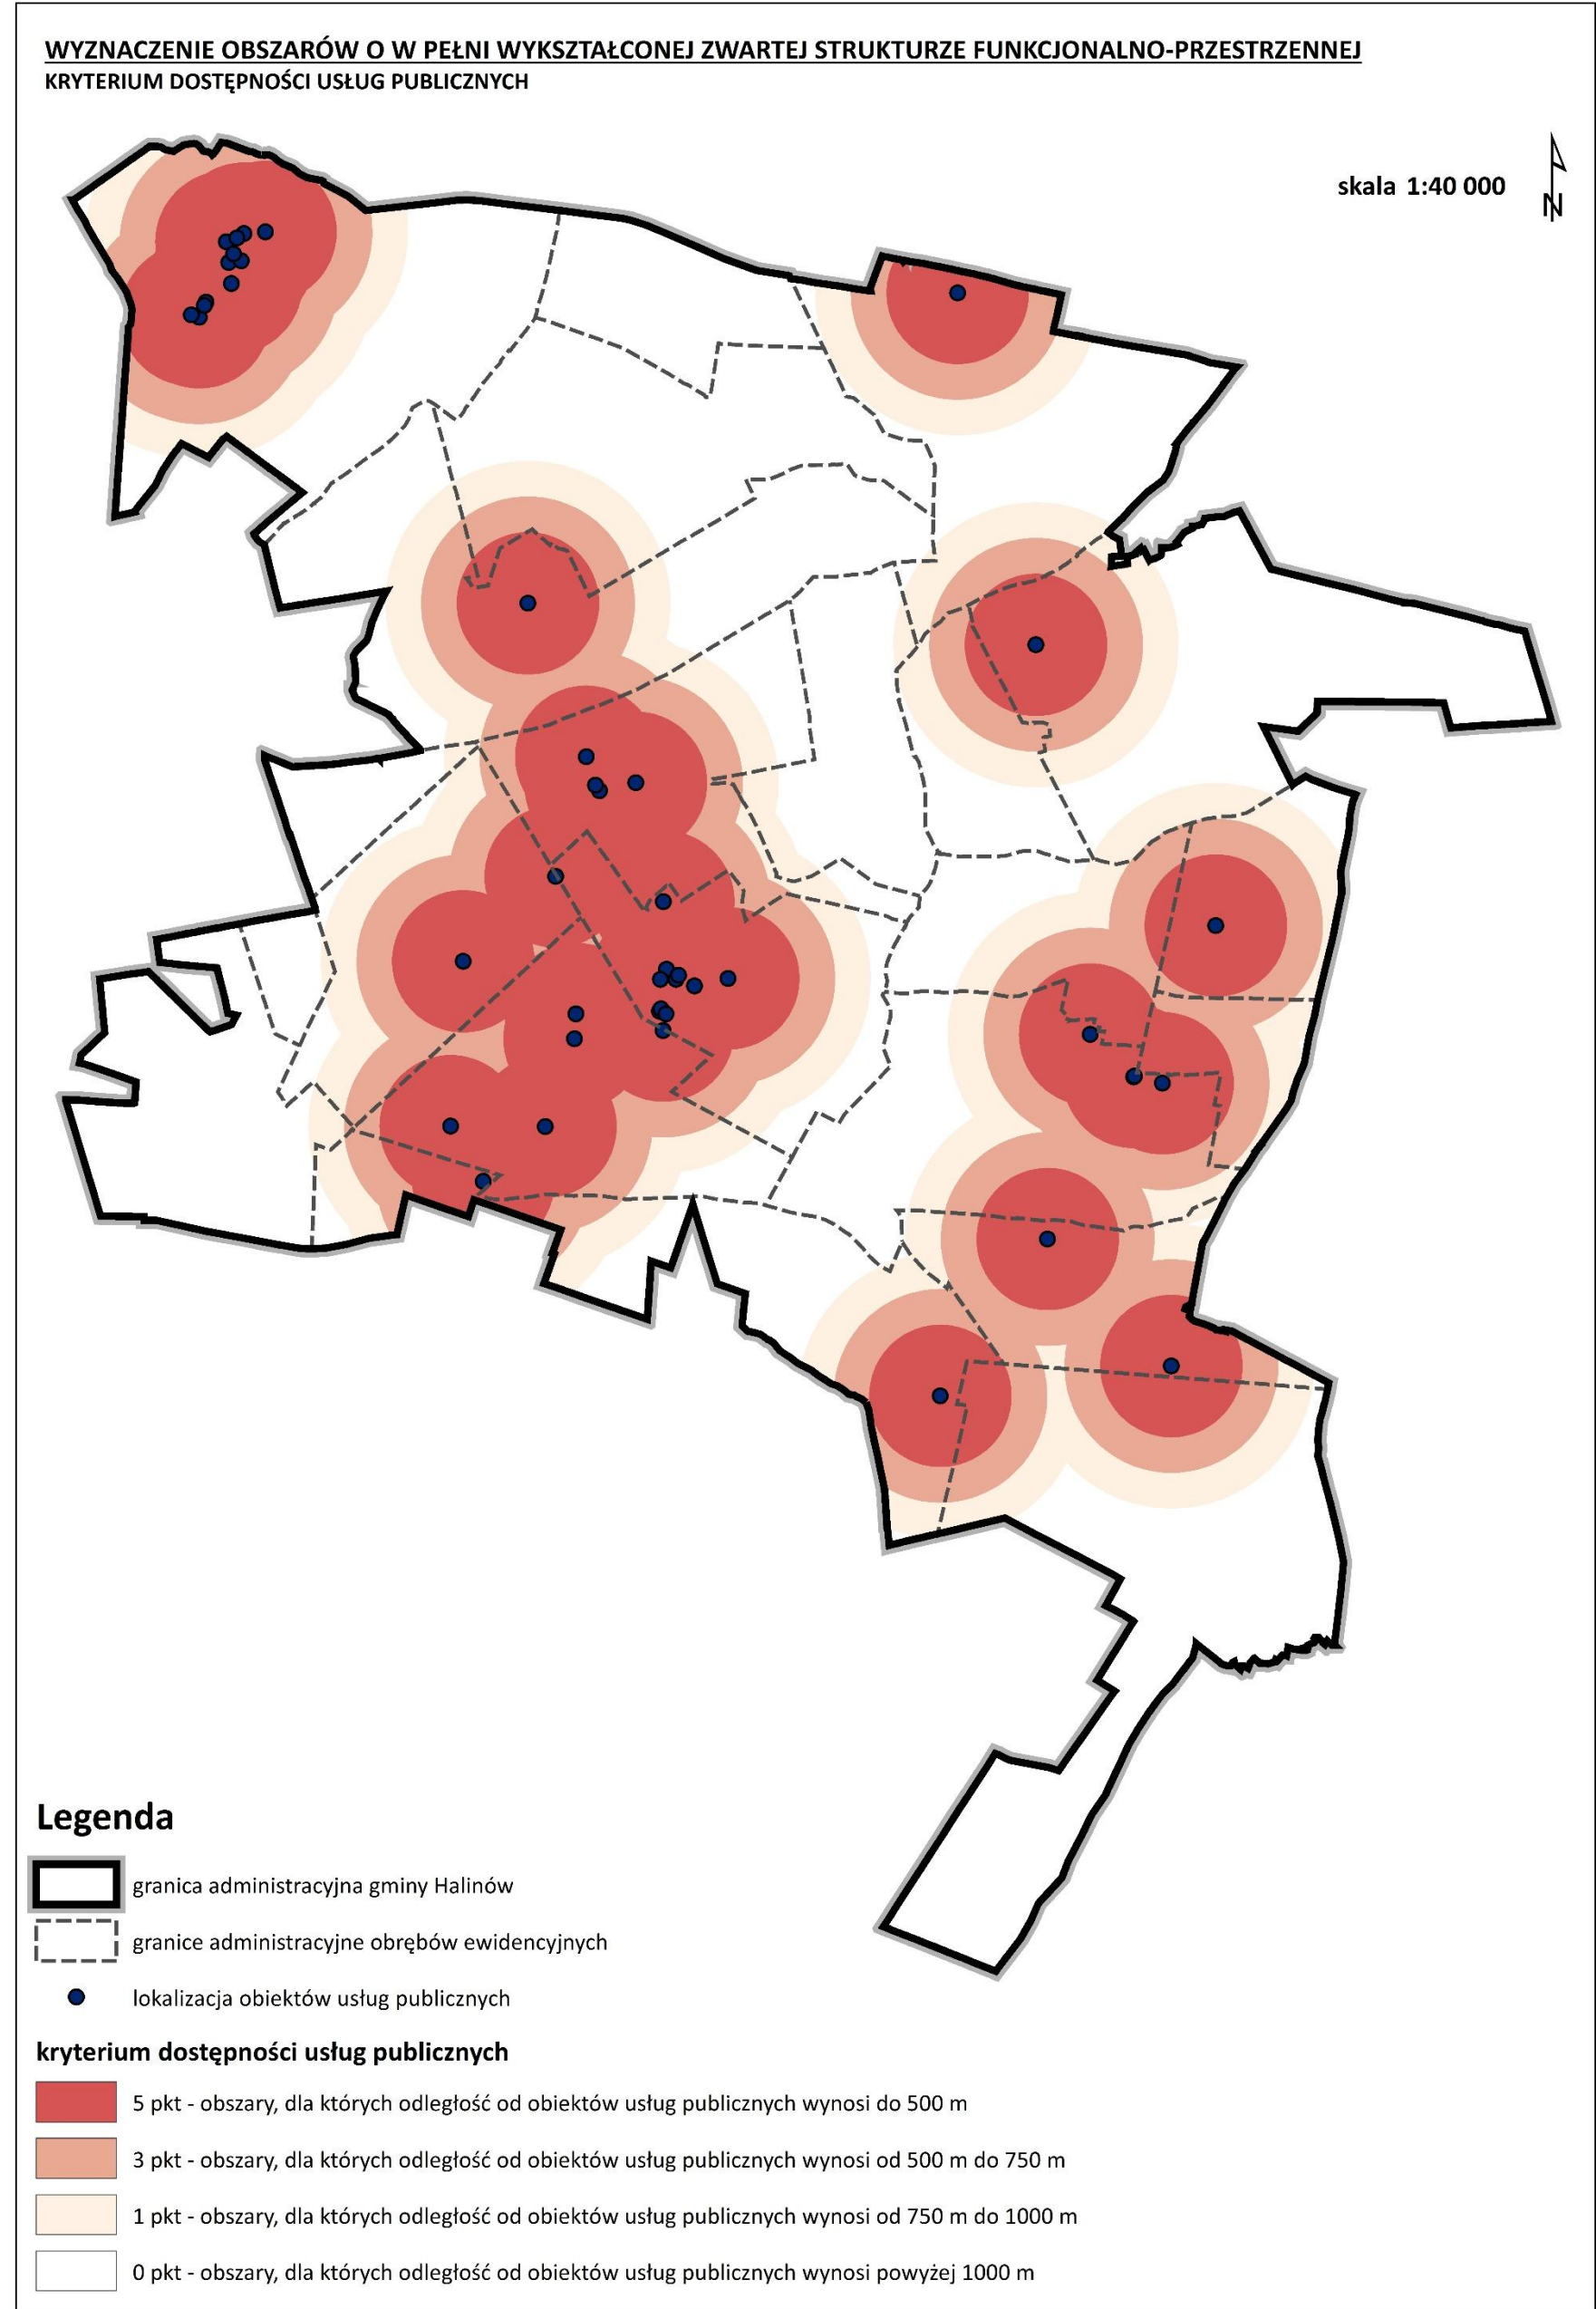 WYZNACZENIE OBSZARÓW O W PEŁNI WYKSZTAŁCONEJ ZWARTEJ STRUKTURZE FUNKCJONALNO-PRZESTRZENNEJ
KRYTERIUM DOSTĘPNOŚCI USŁUG PUBLICZNYCH
skala 1:40 000
N
Legenda
granica administracyjna gminy Halinów
granice administracyjne obrębów ewidencyjnych
lokalizacja obiektów usług publicznych
kryterium dostępności usług publicznych
5 pkt - obszary, dla których odległość od obiektów usług publicznych wynosi do 500 m
3 pkt - obszary, dla których odległość od obiektów usług publicznych wynosi od 500 m do 750 m
1 pkt - obszary, dla których odległość od obiektów usług publicznych wynosi od 750 m do 1000 m
0 pkt - obszary, dla których odległość od obiektów usług publicznych wynosi powyżej 1000 m